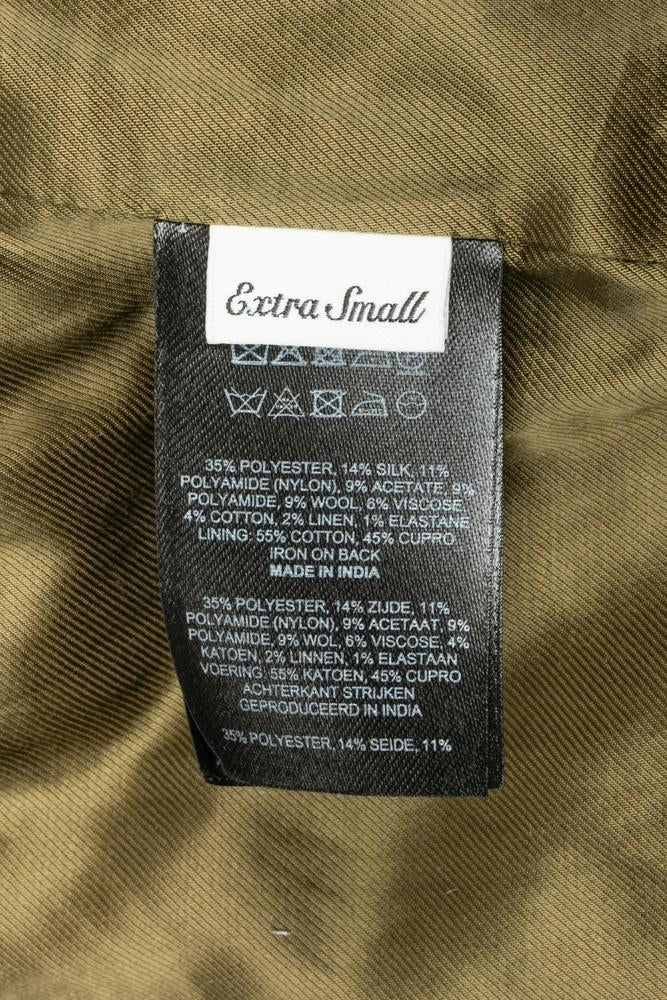 Extra Small
35% POLYESTER, 14% SILK, 11%
POLYAMIDE (NYLON), 9% ACETATE, 9%
POLYAMIDE, 9% WOOL, 6% VISCOSE
4% COTTON, 2% LINEN, 1% ELASTANE
LINING: 55% COTTON, 45% CUPRO
IRON ON BACK
MADE IN INDIA
35% POLYESTER, 14% ZIJDE, 11%
POLYAMIDE (NYLON), 9% ACETAAT, 9%
POLYAMIDE, 9% WOL, 6% VISCOSE, 4%
KATOEN, 2% LINNEN, 1% ELASTAAN
VOERING: 55% KATOEN, 45% CUPRO
ACHTERKANT STRIJKEN
GEPRODUCEERD IN INDIA
35% POLYESTER, 14% SEIDE, 11%